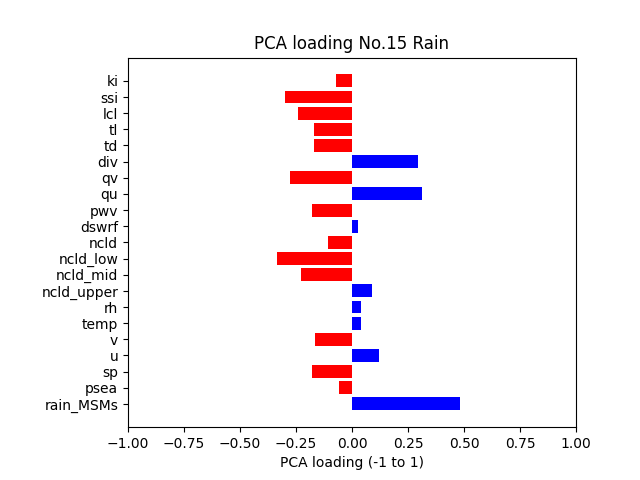 PCA loading No.15 Rain
ki
ssi
lcl
tl
td
div
qv
qu
pwv
dswrf
ncld
ncld_low
ncld_mid
ncld_upper
rh
temp
v
u
sp
psea
rain_MSMs
−1.00 −0.75 −0.50 −0.25 0.00 0.25 0.50 0.75 1.00
PCA loading (-1 to 1)